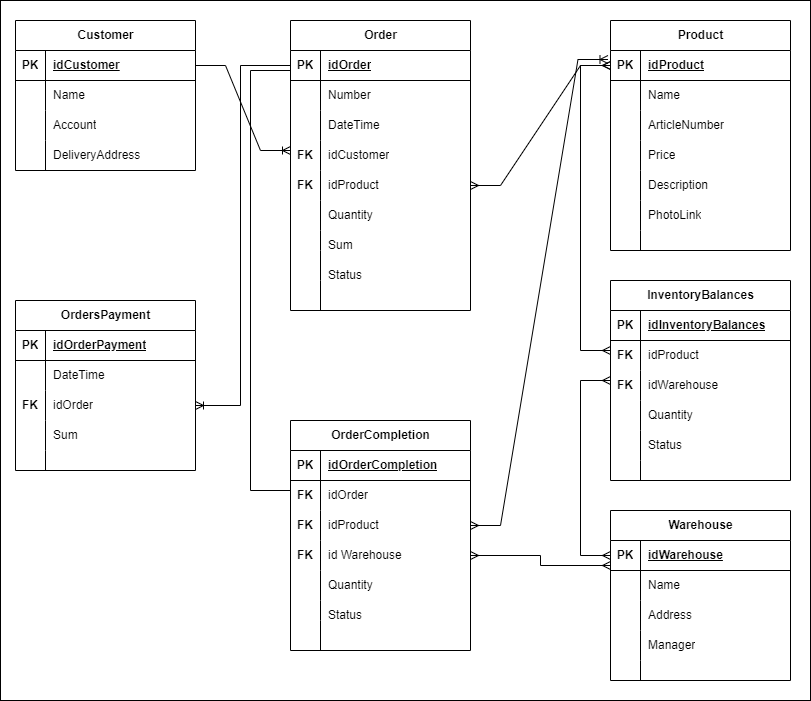 Customer
PK idCustomer
Name
Account
DeliveryAddress
Order
PK idOrder
Number
DateTime
FK idCustomer
FK idProduct
Quantity
Sum
Status
Product
PK idProduct
Name
ArticleNumber
Price
Description
PhotoLink
OrdersPayment
PK idOrderPayment
DateTime
FK idOrder
Sum
OrderCompletion
PK idOrderCompletion
FK idOrder
FK idProduct
FK id Warehouse
Quantity
Status
InventoryBalances
PK idInventoryBalances
FK idProduct
FK idWarehouse
Quantity
Status
Warehouse
PK idWarehouse
Name
Address
Manager